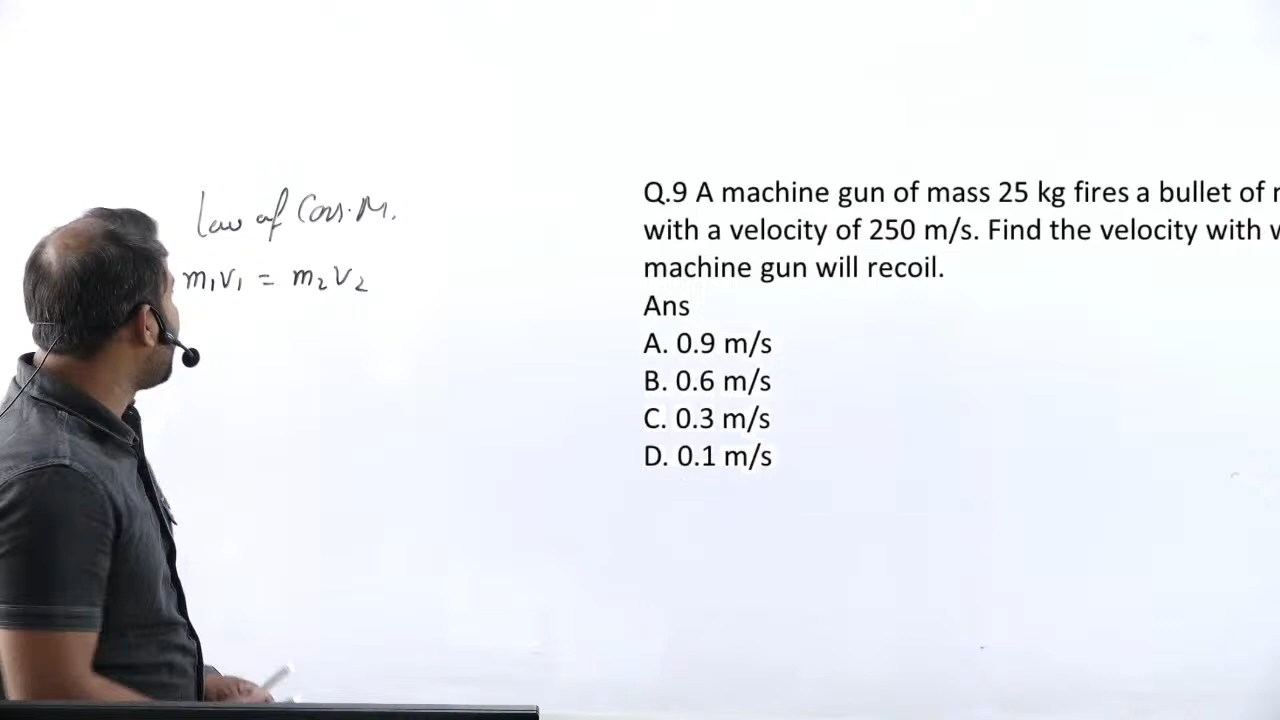 Law of Cons. M.
m₁v₁ = m₂v₂
Q.9 A machine gun of mass 25 kg fires a bullet of
with a velocity of 250 m/s. Find the velocity with
machine gun will recoil.
Ans
A. 0.9 m/s
B. 0.6 m/s
C. 0.3 m/s
D. 0.1 m/s